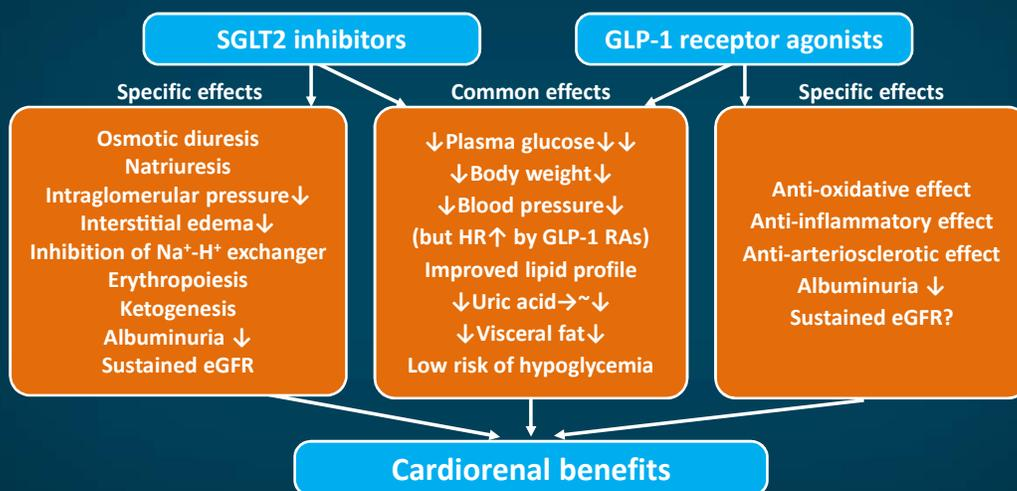 SGLT2 inhibitors
GLP-1 receptor agonists
Specific effects
Common effects
Specific effects
Osmotic diuresis
Natriuresis
Intraglomerular pressure↓
Interstitial edema↓
Inhibition of Na⁺-H⁺ exchanger
Erythropoiesis
Ketogenesis
Albuminuria ↓
Sustained eGFR
↓Plasma glucose↓↓
↓Body weight↓
↓Blood pressure↓
(but HR↑ by GLP-1 RAs)
Improved lipid profile
↓Uric acid→~↓
↓Visceral fat↓
Low risk of hypoglycemia
Anti-oxidative effect
Anti-inflammatory effect
Anti-arteriosclerotic effect
Albuminuria ↓
Sustained eGFR?
Cardiorenal benefits